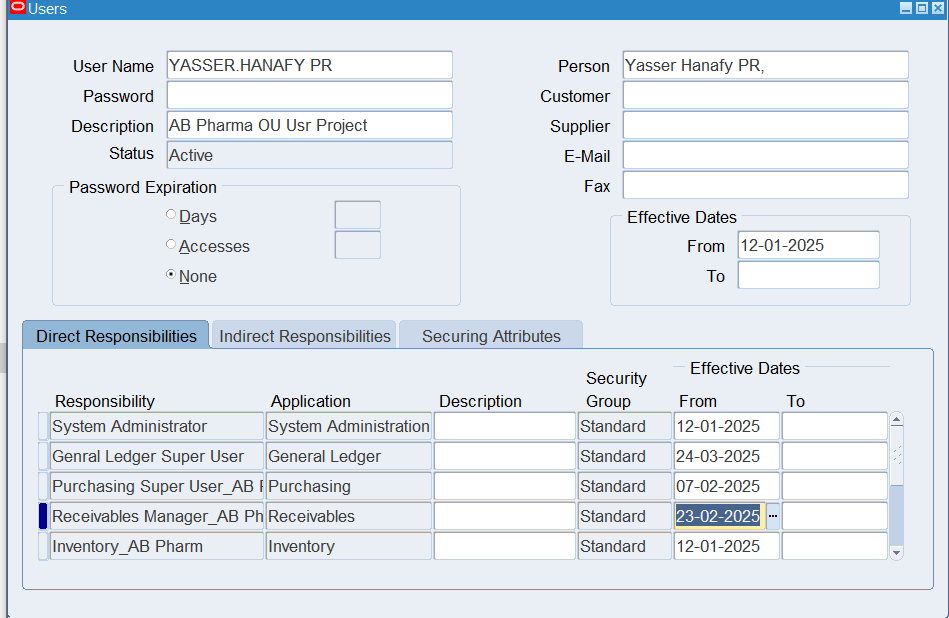 Users
User Name YASSER.HANAFY PR
Password
Description AB Pharma OU Usr Project
Status Active
Person Yasser Hanafy PR,
Customer
Supplier
E-Mail
Fax
Password Expiration
Days
Accesses
None
Effective Dates
From 12-01-2025
To
Direct Responsibilities Indirect Responsibilities Securing Attributes
Effective Dates
Responsibility Application Description Security Group From To
System Administrator System Administration Standard 12-01-2025
Genral Ledger Super User General Ledger Standard 24-03-2025
Purchasing Super User_AB Purchasing Standard 07-02-2025
Receivables Manager_AB Ph Receivables Standard 23-02-2025 ...
Inventory_AB Pharm Inventory Standard 12-01-2025